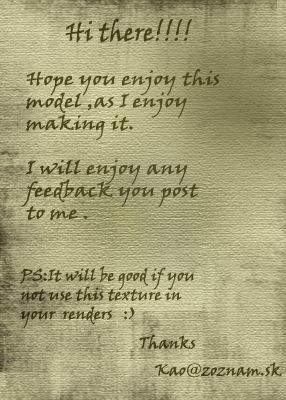 Hi there!!!!
Hope you enjoy this
model ,as I enjoy
making it.
I will enjoy any
feedback you post
to me .
PS:It will be good if you
not use this texture in
your renders :)
Thanks
Kao@zoznam.sk